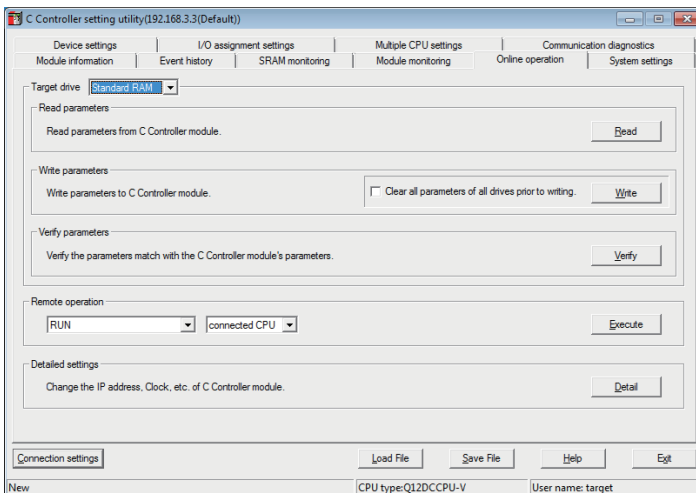 C Controller setting utility(192.168.3.3(Default))
Device settings I/O assignment settings Multiple CPU settings Communication diagnostics
Module information Event history SRAM monitoring Module monitoring Online operation System settings
Target drive Standard RAM
Read parameters
Read parameters from C Controller module. Read
Write parameters
Write parameters to C Controller module. Clear all parameters of all drives prior to writing. Write
Verify parameters
Verify the parameters match with the C Controller module's parameters. Verify
Remote operation
RUN connected CPU Execute
Detailed settings
Change the IP address, Clock, etc. of C Controller module. Detail
Connection settings Load File Save File Help Exit
New CPU type:Q12DCCPU-V User name: target